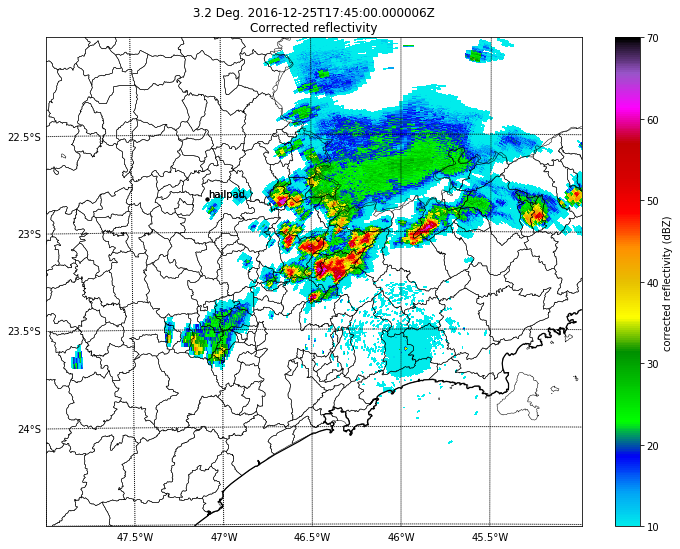 3.2 Deg. 2016-12-25T17:45:00.000006Z
Corrected reflectivity
70
60
50
40
30
20
10
corrected reflectivity (dBZ)
22.5°S
23°S
23.5°S
24°S
hailpad
47.5°W
47°W
46.5°W
46°W
45.5°W